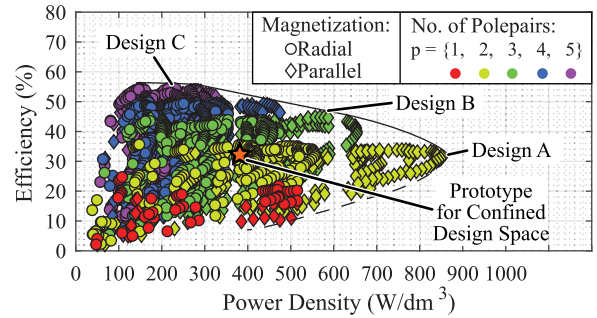 Magnetization:
Radial
Parallel
No. of Polepairs:
p = {1, 2, 3, 4, 5}
Design C
Design B
Design A
Prototype
for Confined
Design Space
Efficiency (%)
80
70
60
50
40
30
20
10
0
0 100 200 300 400 500 600 700 800 900 1000
Power Density (W/dm³)